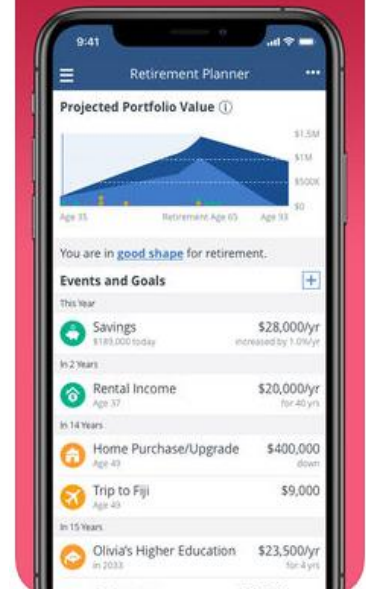 9:41
Retirement Planner
Projected Portfolio Value
$1.5M
$1M
$500K
$0
Age 35 Retirement Age 65 Age 93
You are in good shape for retirement.
Events and Goals
This Year
Savings $28,000/yr
$189,000 today increased by 1.0%/yr
In 2 Years
Rental Income $20,000/yr
Age 37 for 40 yrs
In 14 Years
Home Purchase/Upgrade $400,000
Age 49 down
Trip to Fiji $9,000
Age 49
In 15 Years
Olivia's Higher Education $23,500/yr
in 2033 for 4 yrs